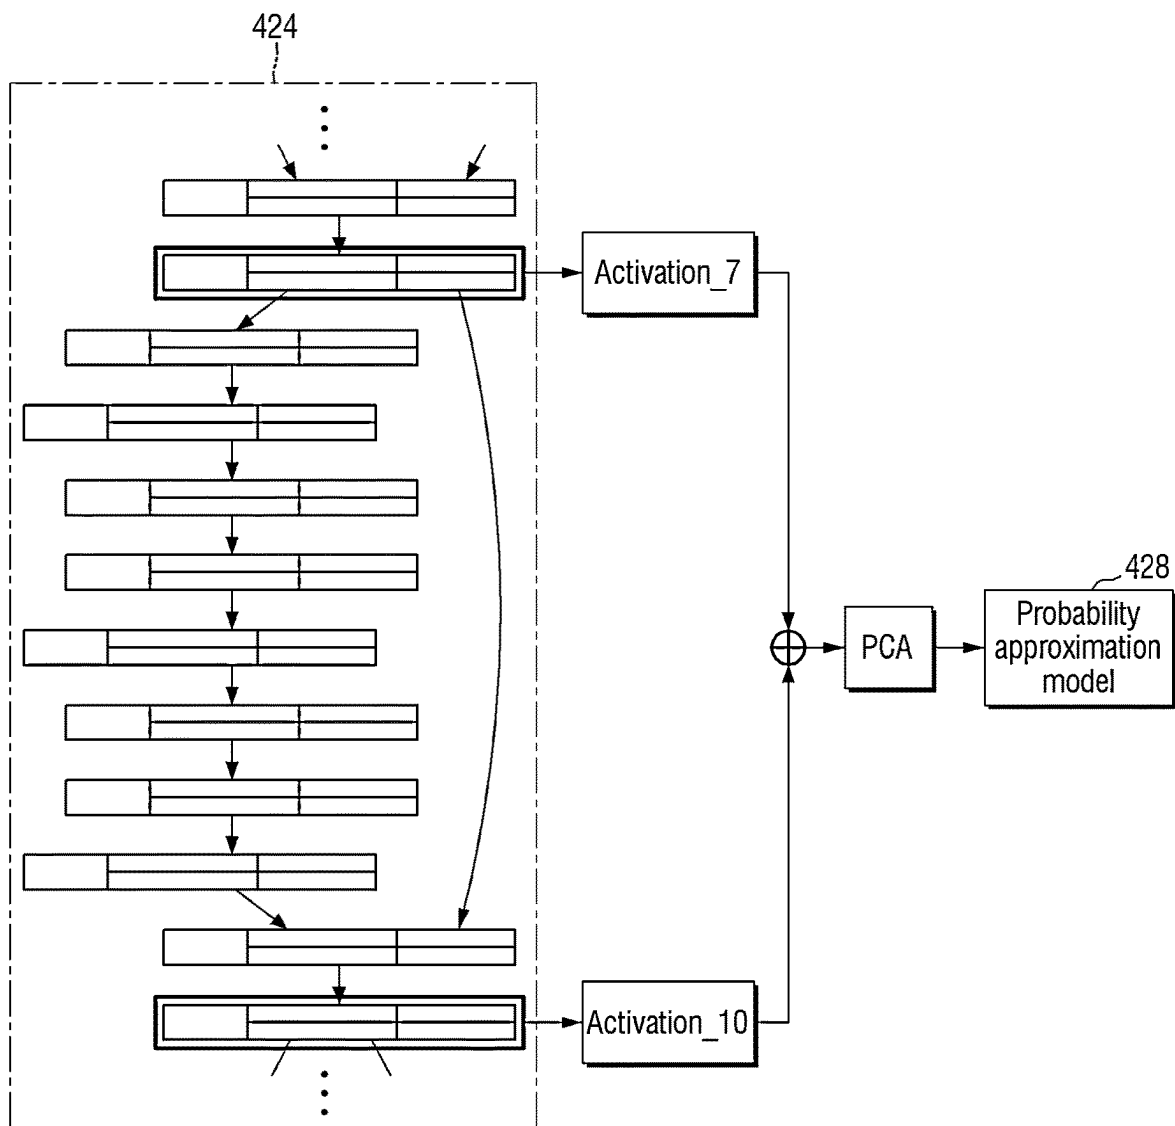 424
Activation_7
428
Probability
approximation
model
PCA
Activation_10